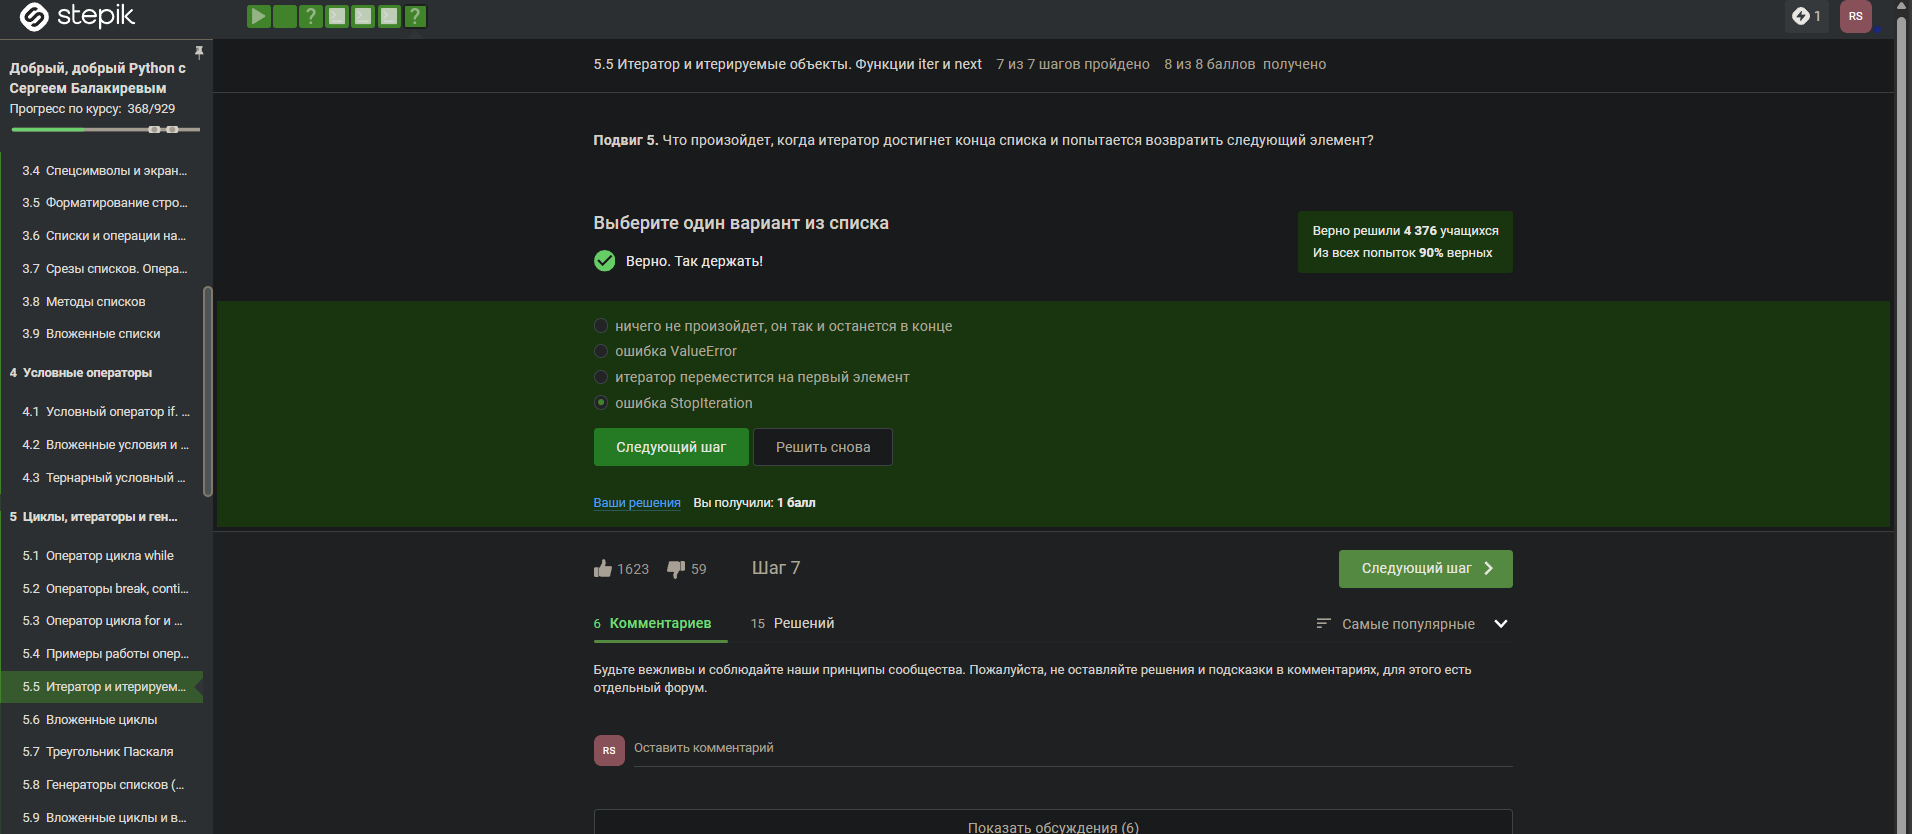 stepik
1
RS
Добрый, добрый Python с
Сергеем Балакиревым
Прогресс по курсу: 368/929
3.4 Спецсимволы и экран...
3.5 Форматирование стро...
3.6 Списки и операции на...
3.7 Срезы списков. Опера...
3.8 Методы списков
3.9 Вложенные списки
4 Условные операторы
4.1 Условный оператор if. ...
4.2 Вложенные условия и ...
4.3 Тернарный условный ...
5 Циклы, итераторы и ген...
5.1 Оператор цикла while
5.2 Операторы break, conti...
5.3 Оператор цикла for и ...
5.4 Примеры работы опер...
5.5 Итератор и итерируем...
5.6 Вложенные циклы
5.7 Треугольник Паскаля
5.8 Генераторы списков (...
5.9 Вложенные циклы и в...
5.5 Итератор и итерируемые объекты. Функции iter и next 7 из 7 шагов пройдено 8 из 8 баллов получено
Подвиг 5. Что произойдет, когда итератор достигнет конца списка и попытается возвратить следующий элемент?
Выберите один вариант из списка
Верно. Так держать!
Верно решили 4 376 учащихся
Из всех попыток 90% верных
ничего не произойдет, он так и останется в конце
ошибка ValueError
итератор переместится на первый элемент
ошибка StopIteration
Следующий шаг Решить снова
Ваши решения Вы получили: 1 балл
1623 59 Шаг 7 Следующий шаг
6 Комментариев 15 Решений Самые популярные
Будьте вежливы и соблюдайте наши принципы сообщества. Пожалуйста, не оставляйте решения и подсказки в комментариях, для этого есть
отдельный форум.
RS Оставить комментарий
Показать обсуждения (6)